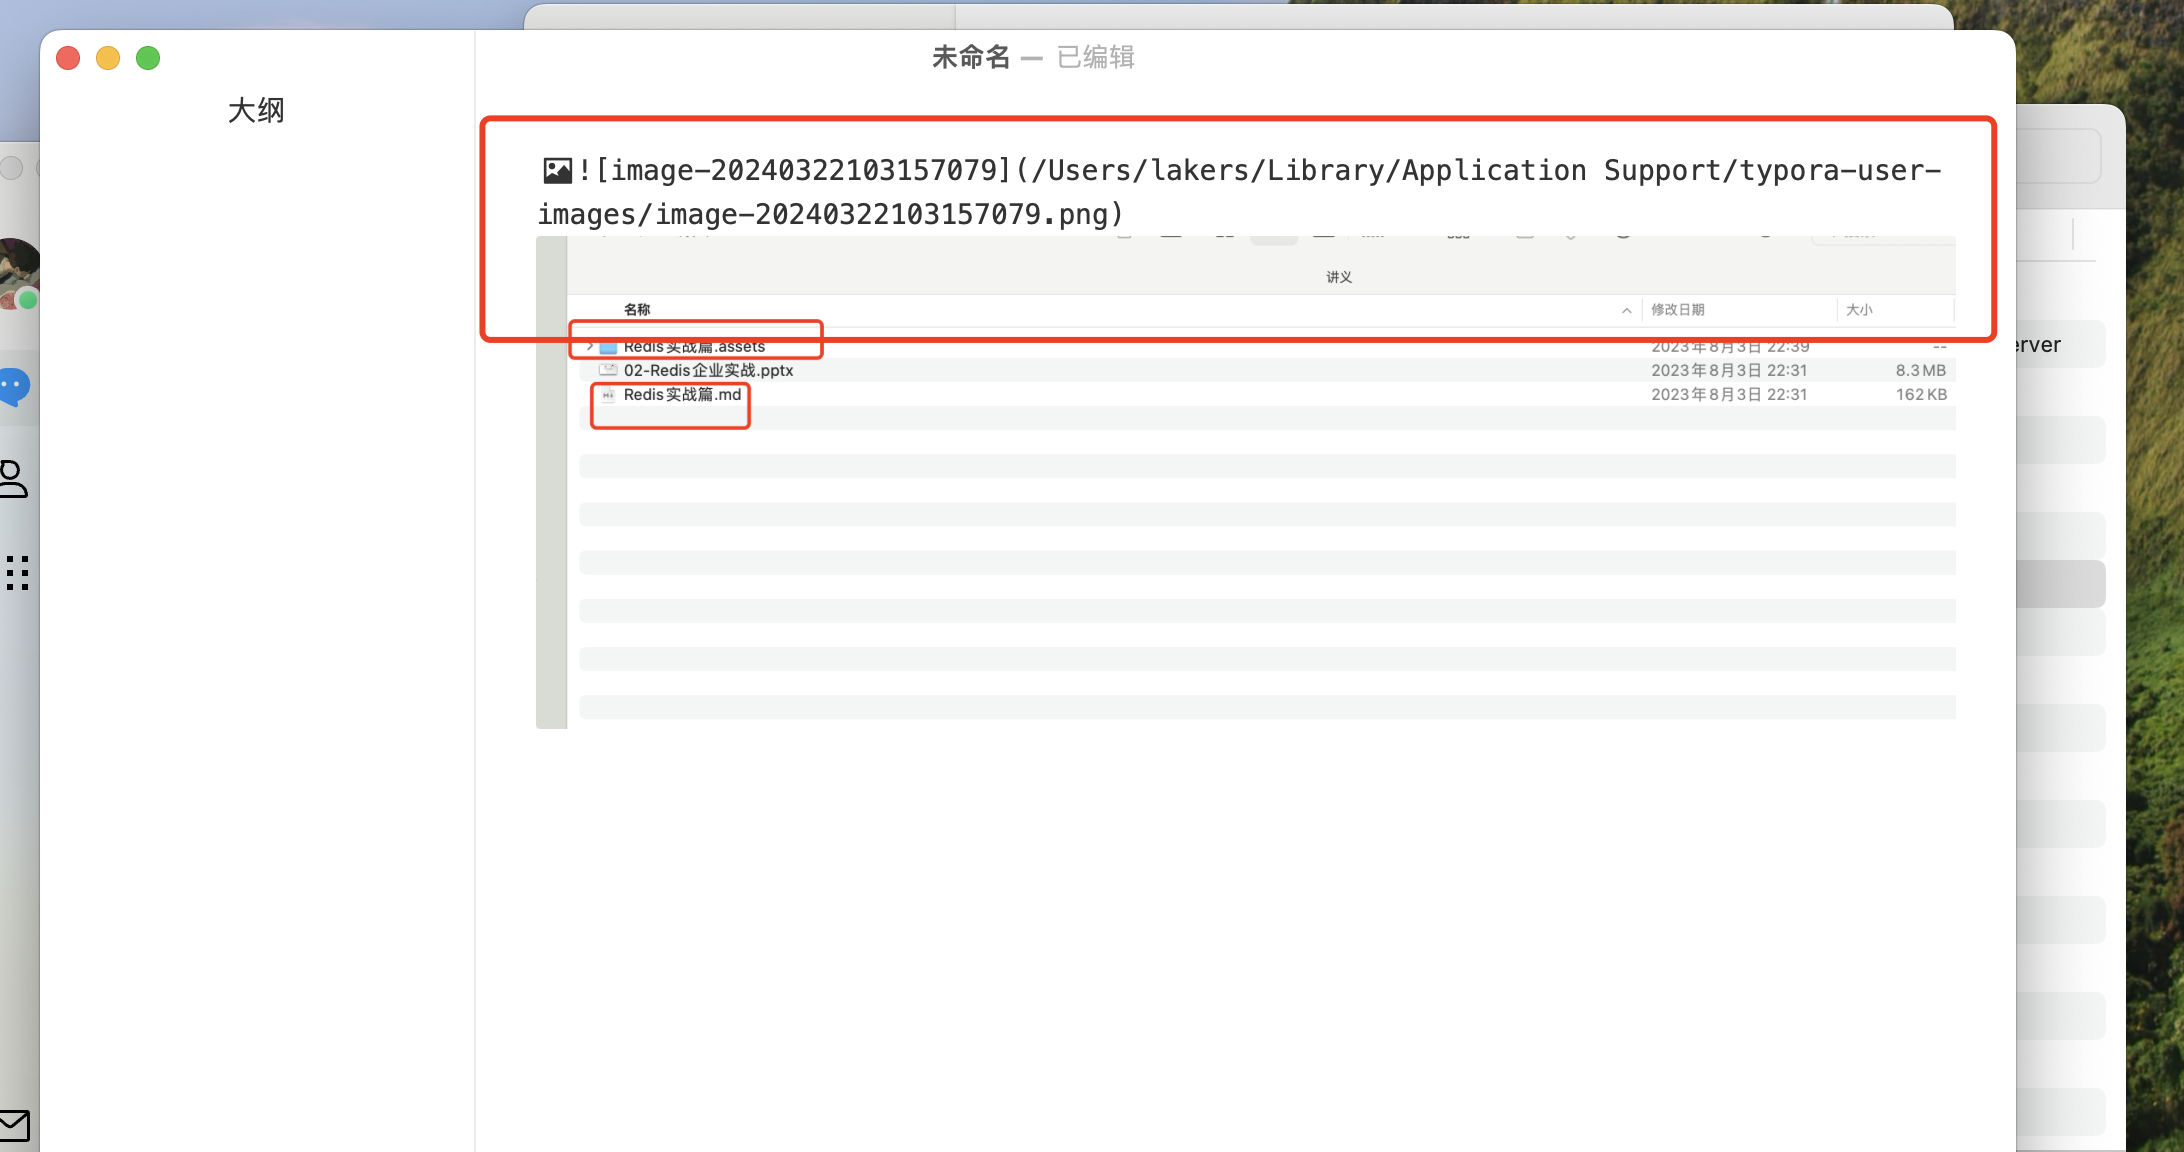 未命名 — 已编辑
大纲
![image-20240322103157079](/Users/lakers/Library/Application Support/typora-user-
images/image-20240322103157079.png)
讲义
名称 修改日期 大小
Redis实战篇.assets 2023年8月3日 22:39 --
02-Redis企业实战.pptx 2023年8月3日 22:31 8.3 MB
Redis实战篇.md 2023年8月3日 22:31 162 KB